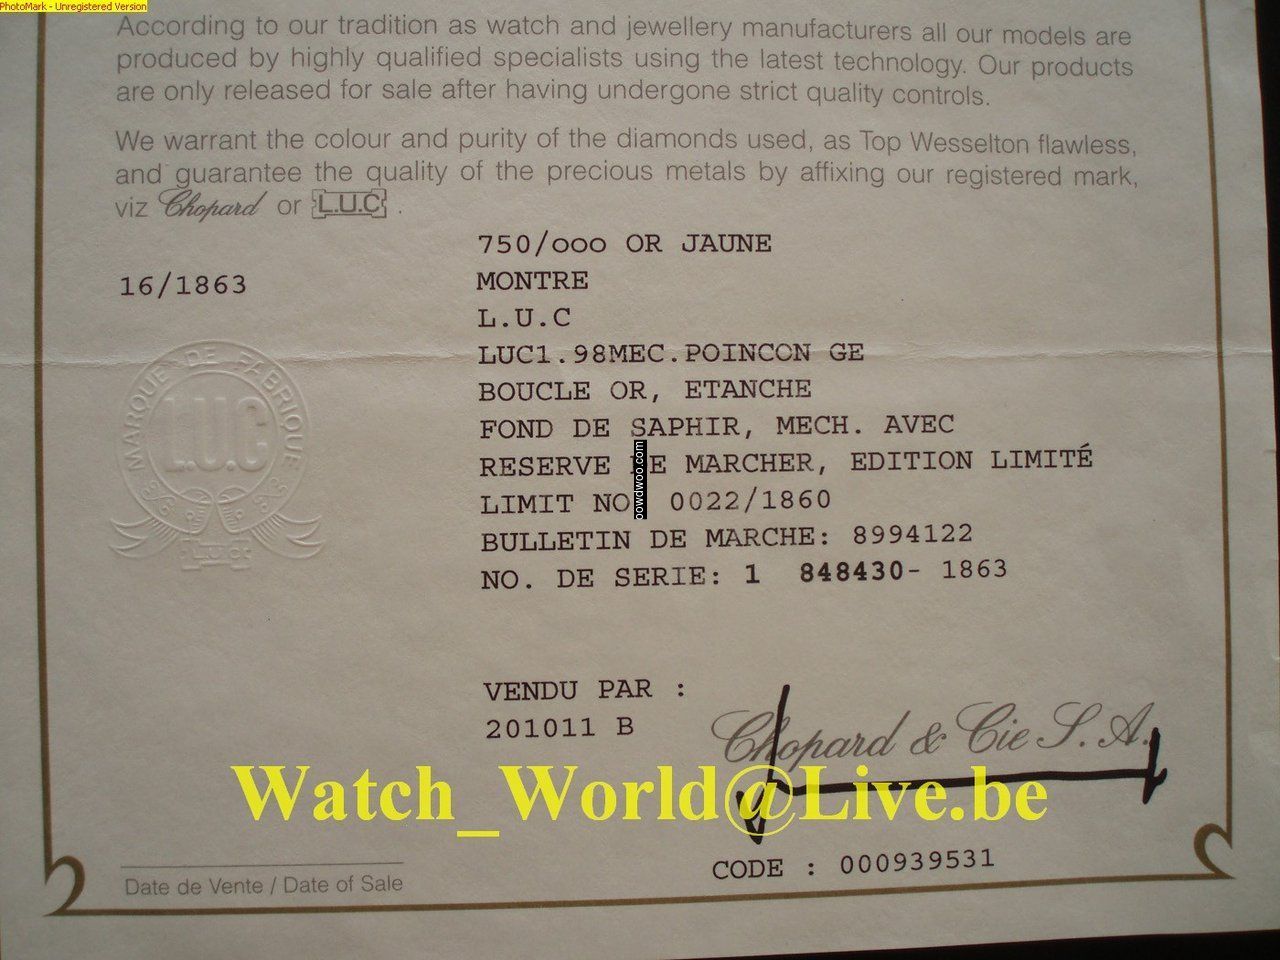 PhotoMark - Unregistered Version
According to our tradition as watch and jewellery manufacturers all our models are
produced by highly qualified specialists using the latest technology. Our products
are only released for sale after having undergone strict quality controls.
We warrant the colour and purity of the diamonds used, as Top Wesselton flawless,
and guarantee the quality of the precious metals by affixing our registered mark,
viz Chopard or L.U.C .
750/ooo OR JAUNE
16/1863
MONTRE
L.U.C
LUC1.98MEC.POINCON GE
BOUCLE OR, ETANCHE
FOND DE SAPHIR, MECH. AVEC
RESERVE DE MARCHER, EDITION LIMITÉ
LIMIT NO 0022/1860
BULLETIN DE MARCHE: 8994122
NO. DE SERIE: 1 848430- 1863
powdwoo.com
MARQUE DE FABRIQUE
L.U.C
L.U.C
VENDU PAR :
201011 B
Chopard & Cie S.A.
Watch_World@Live.be
CODE : 000939531
Date de Vente / Date of Sale